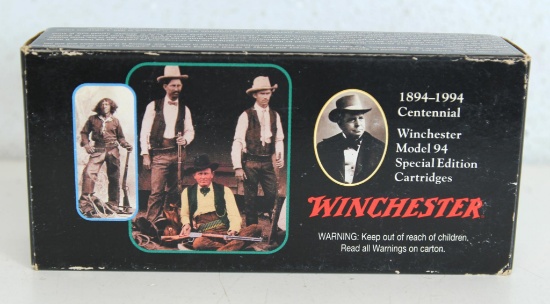 1894–1994
Centennial
Winchester
Model 94
Special Edition
Cartridges
WINCHESTER
WARNING: Keep out of reach of children.
Read all Warnings on carton.